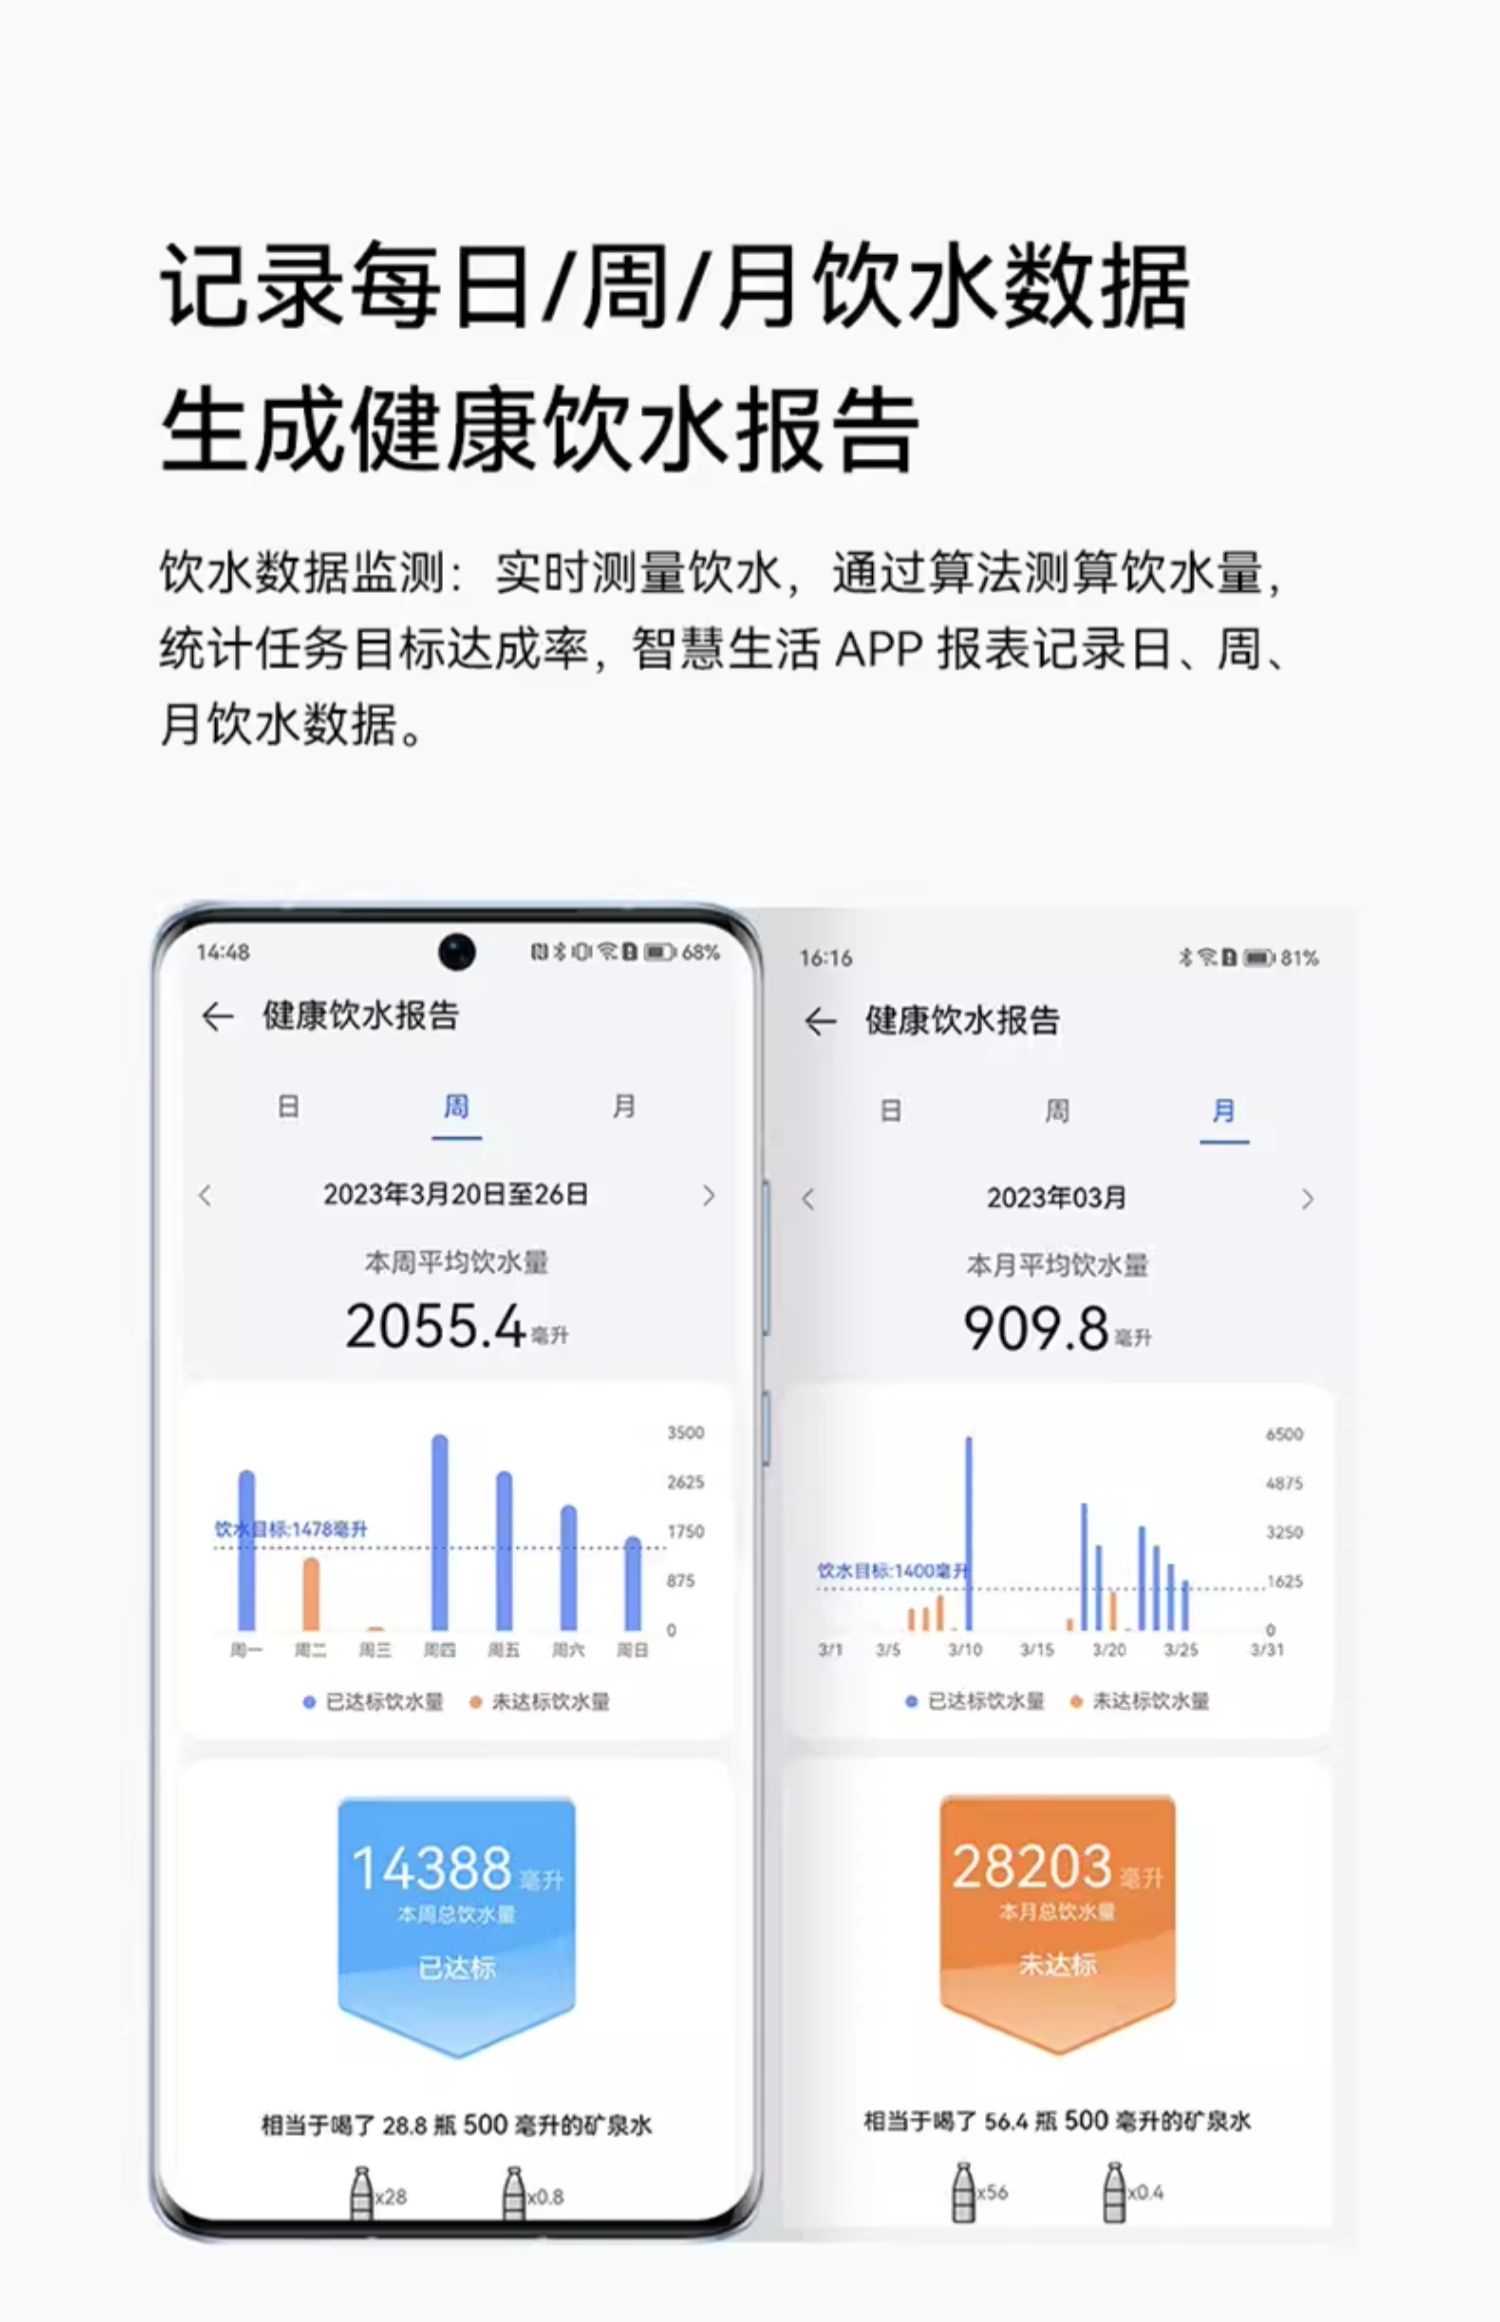 记录每日/周/月饮水数据
生成健康饮水报告
饮水数据监测：实时测量饮水，通过算法测算饮水量，
统计任务目标达成率，智慧生活 APP 报表记录日、周、
月饮水数据。
14:48
68%
健康饮水报告
日 周 月
2023年3月20日至26日
本周平均饮水量
2055.4毫升
3500
2625
饮水目标:1478毫升
1750
875
0
周一 周二 周三 周四 周五 周六 周日
已达标饮水量 未达标饮水量
14388 毫升
本周总饮水量
已达标
相当于喝了 28.8 瓶 500 毫升的矿泉水
x28 x0.8
16:16
81%
健康饮水报告
日 周 月
2023年03月
本月平均饮水量
909.8毫升
6500
4875
3250
饮水目标:1400毫升
1625
0
3/1 3/5 3/10 3/15 3/20 3/25 3/31
已达标饮水量 未达标饮水量
28203 毫升
本月总饮水量
未达标
相当于喝了 56.4 瓶 500 毫升的矿泉水
x56 x0.4